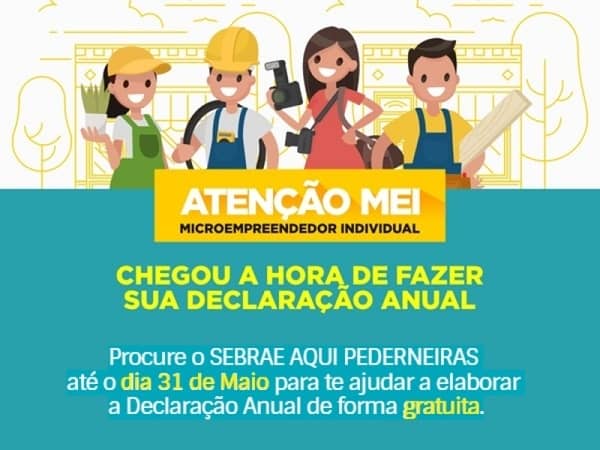 ATENÇÃO MEI
MICROEMPREENDEDOR INDIVIDUAL
CHEGOU A HORA DE FAZER
SUA DECLARAÇÃO ANUAL
Procure o SEBRAE AQUI PEDERNEIRAS
até o dia 31 de Maio para te ajudar a elaborar
a Declaração Anual de forma gratuita.